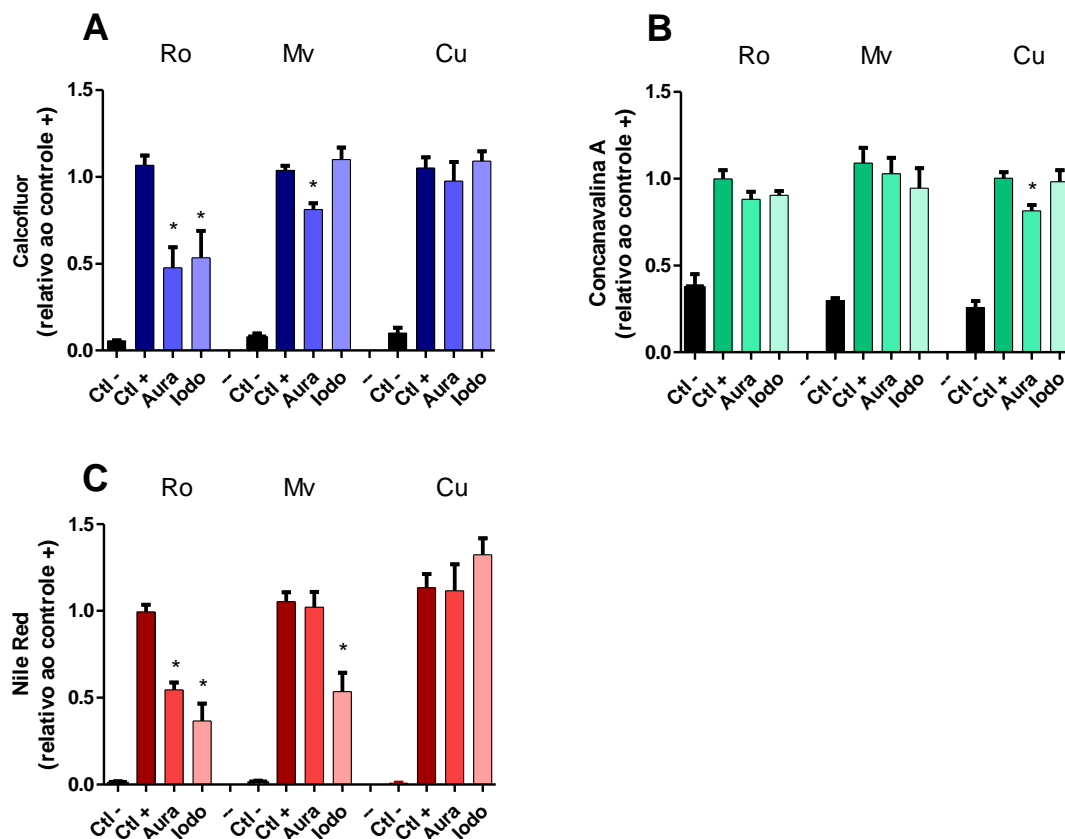 A
Ro Mv Cu
Calcofluor
(relativo ao controle +)
1.5
1.0
0.5
0.0
Ctl - Ctl + Aura Iodo -- Ctl - Ctl + Aura Iodo -- Ctl - Ctl + Aura Iodo
* * *
B
Ro Mv Cu
Concanavalina A
(relativo ao controle +)
1.5
1.0
0.5
0.0
Ctl - Ctl + Aura Iodo -- Ctl - Ctl + Aura Iodo -- Ctl - Ctl + Aura Iodo
*
C
Ro Mv Cu
Nile Red
(relativo ao controle +)
1.5
1.0
0.5
0.0
Ctl - Ctl + Aura Iodo -- Ctl - Ctl + Aura Iodo -- Ctl - Ctl + Aura Iodo
* * *